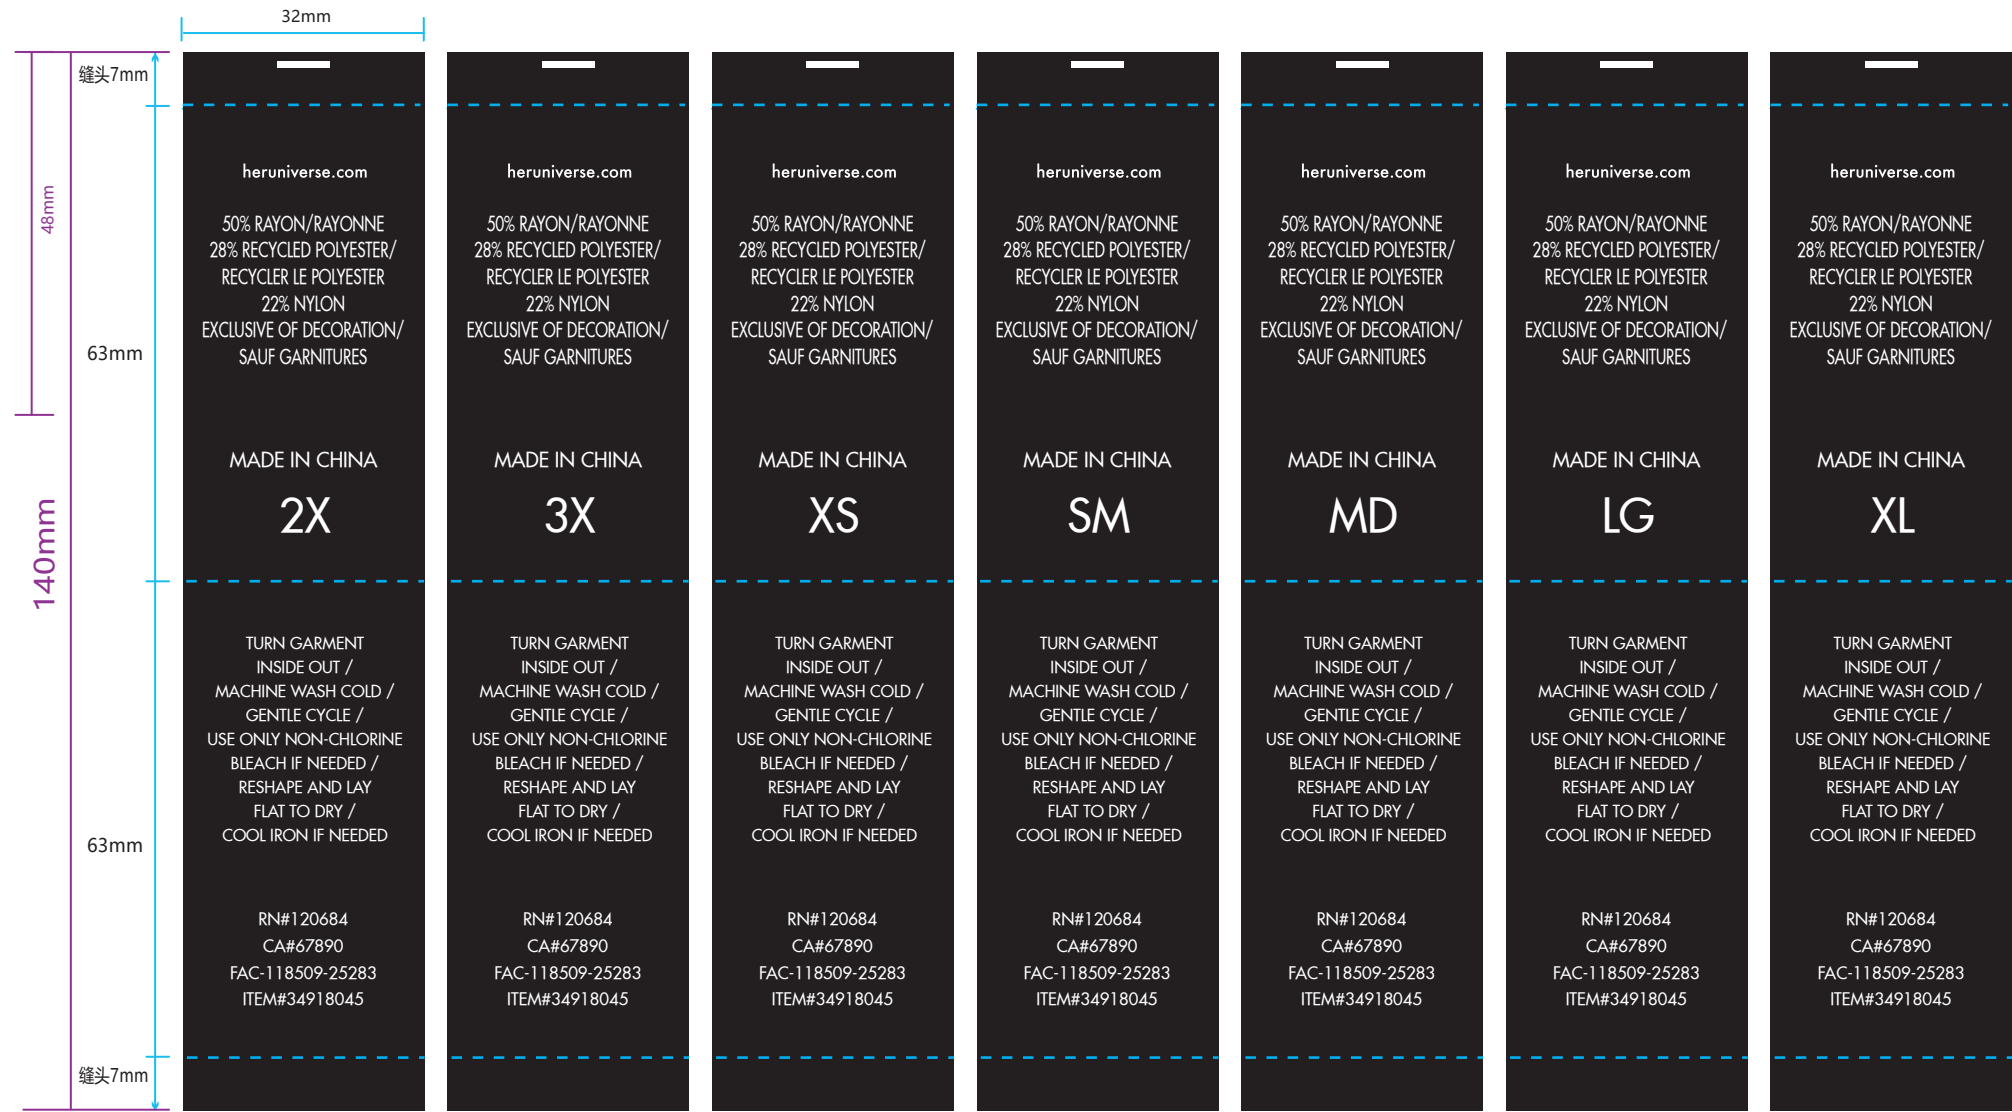 32mm
缝头7mm
48mm
63mm
140mm
63mm
缝头7mm
heruniverse.com
50% RAYON/RAYONNE
28% RECYCLED POLYESTER/
RECYCLER LE POLYESTER
22% NYLON
EXCLUSIVE OF DECORATION/
SAUF GARNITURES
MADE IN CHINA
2X
TURN GARMENT
INSIDE OUT /
MACHINE WASH COLD /
GENTLE CYCLE /
USE ONLY NON-CHLORINE
BLEACH IF NEEDED /
RESHAPE AND LAY
FLAT TO DRY /
COOL IRON IF NEEDED
RN#120684
CA#67890
FAC-118509-25283
ITEM#34918045
heruniverse.com
50% RAYON/RAYONNE
28% RECYCLED POLYESTER/
RECYCLER LE POLYESTER
22% NYLON
EXCLUSIVE OF DECORATION/
SAUF GARNITURES
MADE IN CHINA
3X
TURN GARMENT
INSIDE OUT /
MACHINE WASH COLD /
GENTLE CYCLE /
USE ONLY NON-CHLORINE
BLEACH IF NEEDED /
RESHAPE AND LAY
FLAT TO DRY /
COOL IRON IF NEEDED
RN#120684
CA#67890
FAC-118509-25283
ITEM#34918045
heruniverse.com
50% RAYON/RAYONNE
28% RECYCLED POLYESTER/
RECYCLER LE POLYESTER
22% NYLON
EXCLUSIVE OF DECORATION/
SAUF GARNITURES
MADE IN CHINA
XS
TURN GARMENT
INSIDE OUT /
MACHINE WASH COLD /
GENTLE CYCLE /
USE ONLY NON-CHLORINE
BLEACH IF NEEDED /
RESHAPE AND LAY
FLAT TO DRY /
COOL IRON IF NEEDED
RN#120684
CA#67890
FAC-118509-25283
ITEM#34918045
heruniverse.com
50% RAYON/RAYONNE
28% RECYCLED POLYESTER/
RECYCLER LE POLYESTER
22% NYLON
EXCLUSIVE OF DECORATION/
SAUF GARNITURES
MADE IN CHINA
SM
TURN GARMENT
INSIDE OUT /
MACHINE WASH COLD /
GENTLE CYCLE /
USE ONLY NON-CHLORINE
BLEACH IF NEEDED /
RESHAPE AND LAY
FLAT TO DRY /
COOL IRON IF NEEDED
RN#120684
CA#67890
FAC-118509-25283
ITEM#34918045
heruniverse.com
50% RAYON/RAYONNE
28% RECYCLED POLYESTER/
RECYCLER LE POLYESTER
22% NYLON
EXCLUSIVE OF DECORATION/
SAUF GARNITURES
MADE IN CHINA
MD
TURN GARMENT
INSIDE OUT /
MACHINE WASH COLD /
GENTLE CYCLE /
USE ONLY NON-CHLORINE
BLEACH IF NEEDED /
RESHAPE AND LAY
FLAT TO DRY /
COOL IRON IF NEEDED
RN#120684
CA#67890
FAC-118509-25283
ITEM#34918045
heruniverse.com
50% RAYON/RAYONNE
28% RECYCLED POLYESTER/
RECYCLER LE POLYESTER
22% NYLON
EXCLUSIVE OF DECORATION/
SAUF GARNITURES
MADE IN CHINA
LG
TURN GARMENT
INSIDE OUT /
MACHINE WASH COLD /
GENTLE CYCLE /
USE ONLY NON-CHLORINE
BLEACH IF NEEDED /
RESHAPE AND LAY
FLAT TO DRY /
COOL IRON IF NEEDED
RN#120684
CA#67890
FAC-118509-25283
ITEM#34918045
heruniverse.com
50% RAYON/RAYONNE
28% RECYCLED POLYESTER/
RECYCLER LE POLYESTER
22% NYLON
EXCLUSIVE OF DECORATION/
SAUF GARNITURES
MADE IN CHINA
XL
TURN GARMENT
INSIDE OUT /
MACHINE WASH COLD /
GENTLE CYCLE /
USE ONLY NON-CHLORINE
BLEACH IF NEEDED /
RESHAPE AND LAY
FLAT TO DRY /
COOL IRON IF NEEDED
RN#120684
CA#67890
FAC-118509-25283
ITEM#34918045